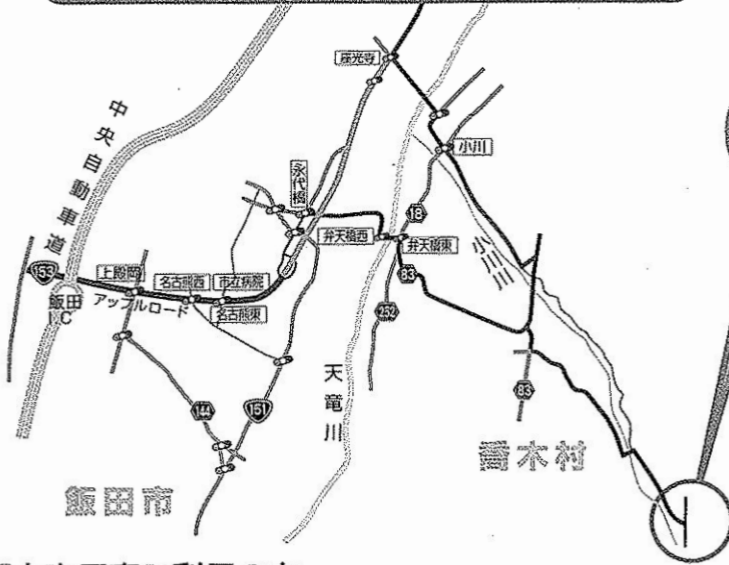 座光寺
中央自動車道
小川
永代橋
18
弁天橋西
弁天橋東
小川川
153
上殿岡
名古熊西
市立病院
83
飯田
I.C
アップルロード
名古熊東
252
天竜川
83
144
151
喬木村
飯田市